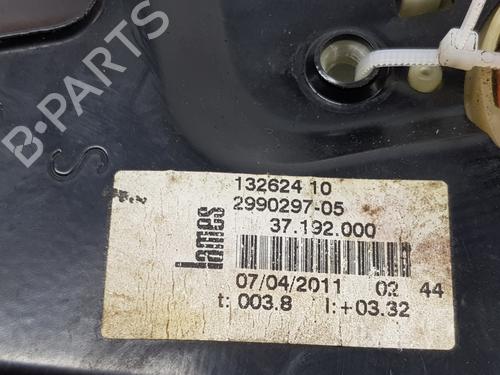 B-PARTS
S
132624 10
2990297-05
37.192.000
lames
07/04/2011 02 44
t: 003.8 l:+03.32